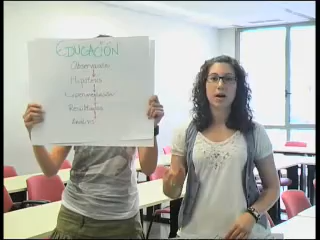 EDUCACIÓN
Observación
Hipótesis
Experimentación
Resultados
Análisis